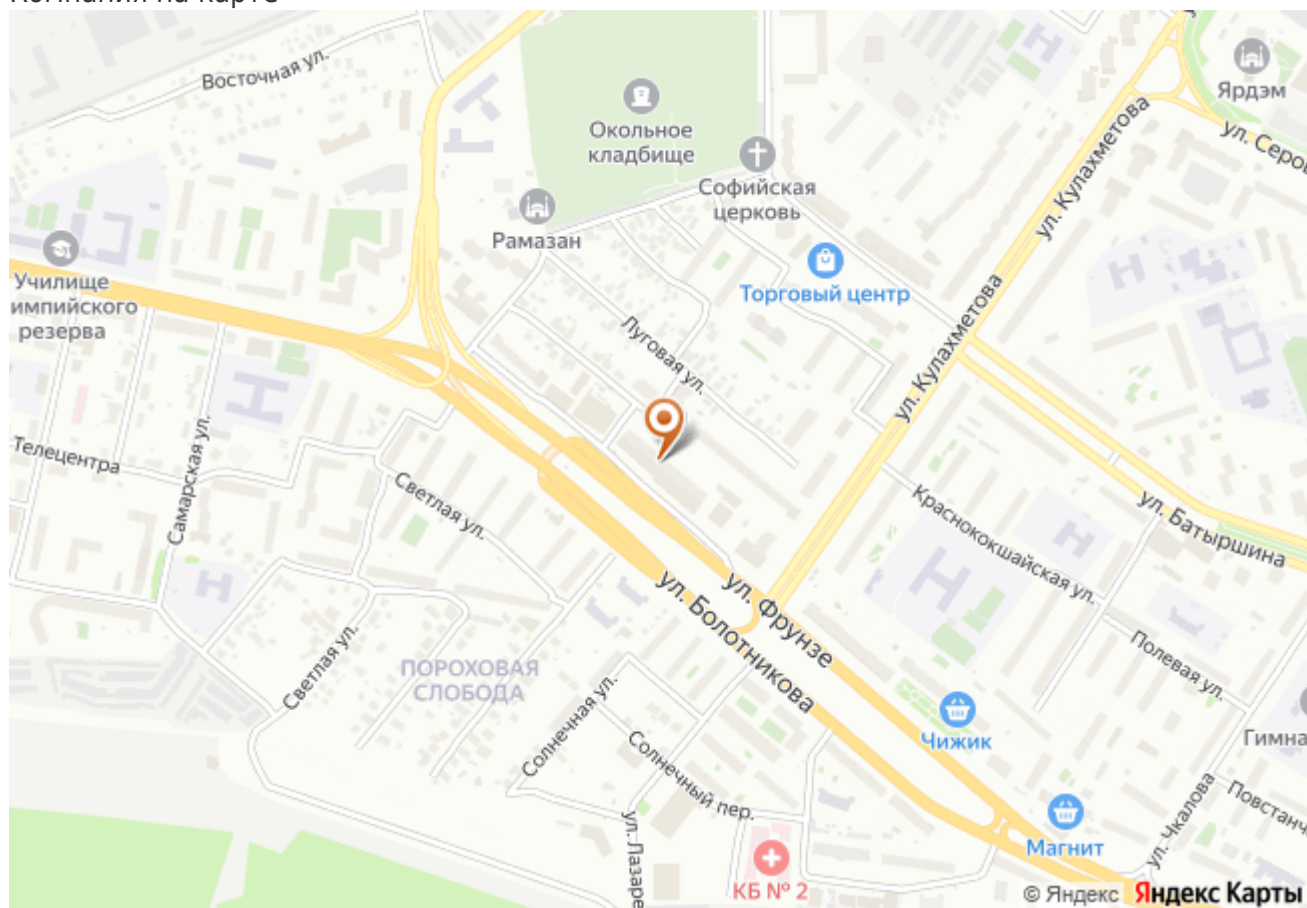 Компания на карте
Восточная ул.
Окольное
кладбище
Софийская
церковь
Рамазан
Ярдэм
ул. Серов
ул. Кулахметова
Училище
импийского
резерва
Торговый центр
Луговая ул.
ул. Кулахметова
Телецентра
Самарская ул.
Светлая ул.
Краснококшайская ул.
ул. Батыршина
ул. Фрунзе
ул. Болотникова
Светлая ул.
ПОРОХОВАЯ
СЛОБОДА
Солнечная ул.
Солнечный пер.
Полевая ул.
Чижик
Гимна
Повстанч
ул. Чкалова
Магнит
ул. Лазаре
КБ № 2
© Яндекс Яндекс Карты